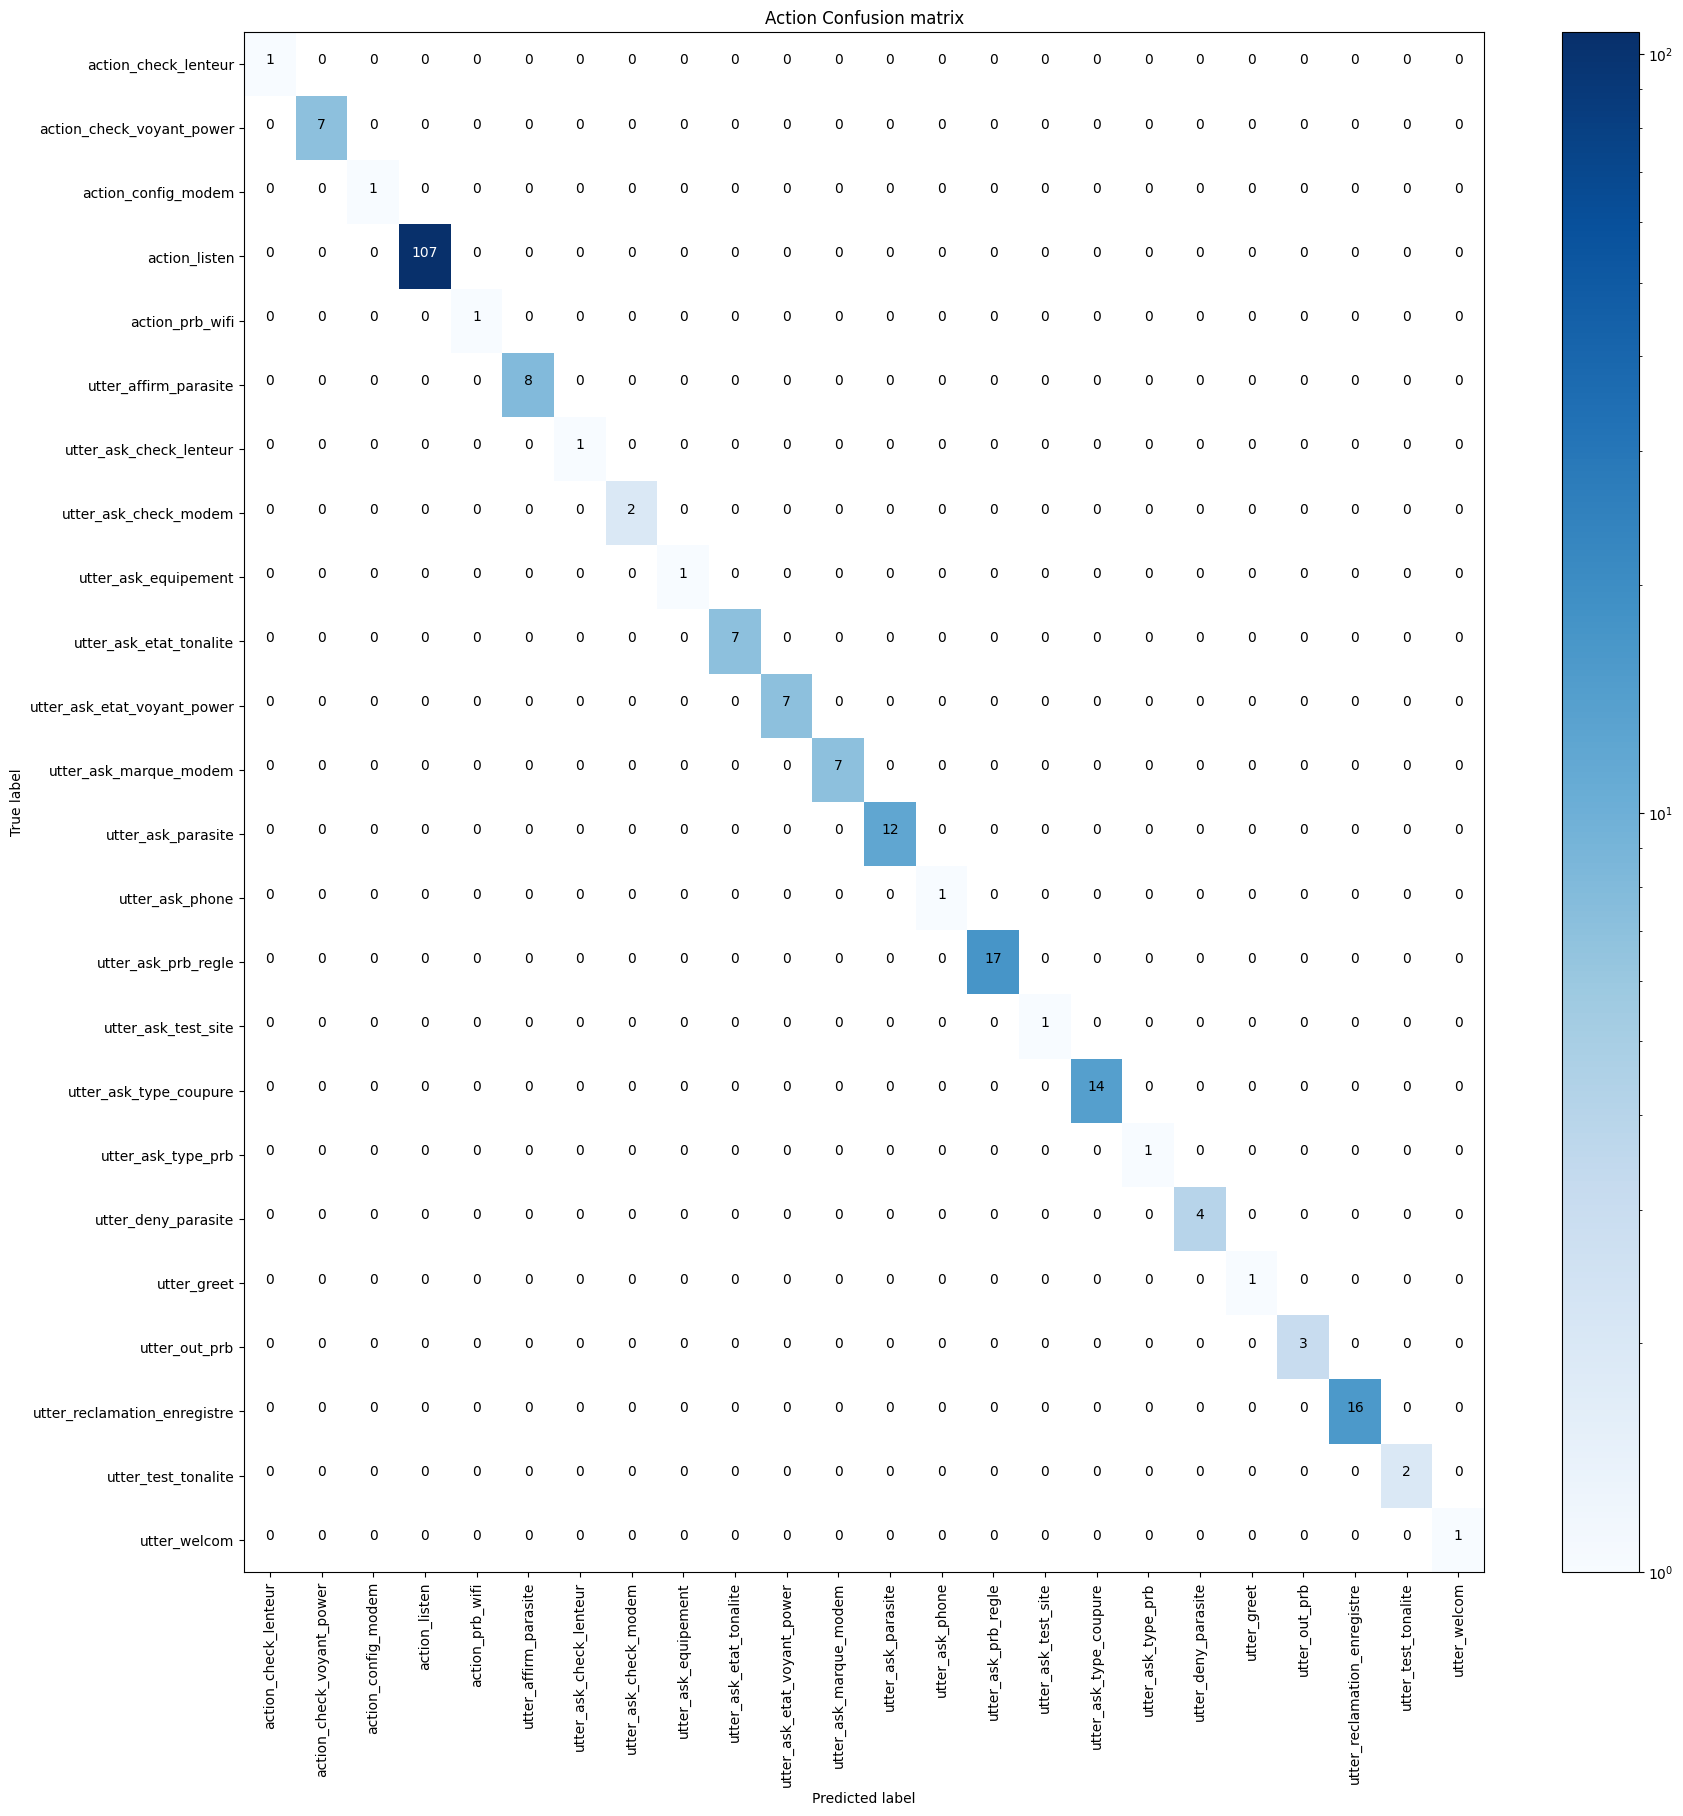 Action Confusion matrix
action_check_lenteur 1 0 0 0 0 0 0 0 0 0 0 0 0 0 0 0 0 0 0 0 0 0 0 0
action_check_voyant_power 0 7 0 0 0 0 0 0 0 0 0 0 0 0 0 0 0 0 0 0 0 0 0 0
action_config_modem 0 0 1 0 0 0 0 0 0 0 0 0 0 0 0 0 0 0 0 0 0 0 0 0
action_listen 0 0 0 107 0 0 0 0 0 0 0 0 0 0 0 0 0 0 0 0 0 0 0 0
action_prb_wifi 0 0 0 0 1 0 0 0 0 0 0 0 0 0 0 0 0 0 0 0 0 0 0 0
utter_affirm_parasite 0 0 0 0 0 8 0 0 0 0 0 0 0 0 0 0 0 0 0 0 0 0 0 0
utter_ask_check_lenteur 0 0 0 0 0 0 1 0 0 0 0 0 0 0 0 0 0 0 0 0 0 0 0 0
utter_ask_check_modem 0 0 0 0 0 0 0 2 0 0 0 0 0 0 0 0 0 0 0 0 0 0 0 0
utter_ask_equipement 0 0 0 0 0 0 0 0 1 0 0 0 0 0 0 0 0 0 0 0 0 0 0 0
utter_ask_etat_tonalite 0 0 0 0 0 0 0 0 0 7 0 0 0 0 0 0 0 0 0 0 0 0 0 0
utter_ask_etat_voyant_power 0 0 0 0 0 0 0 0 0 0 7 0 0 0 0 0 0 0 0 0 0 0 0 0
utter_ask_marque_modem 0 0 0 0 0 0 0 0 0 0 0 7 0 0 0 0 0 0 0 0 0 0 0 0
utter_ask_parasite 0 0 0 0 0 0 0 0 0 0 0 0 12 0 0 0 0 0 0 0 0 0 0 0
utter_ask_phone 0 0 0 0 0 0 0 0 0 0 0 0 0 1 0 0 0 0 0 0 0 0 0 0
utter_ask_prb_regle 0 0 0 0 0 0 0 0 0 0 0 0 0 0 17 0 0 0 0 0 0 0 0 0
utter_ask_test_site 0 0 0 0 0 0 0 0 0 0 0 0 0 0 0 1 0 0 0 0 0 0 0 0
utter_ask_type_coupure 0 0 0 0 0 0 0 0 0 0 0 0 0 0 0 0 14 0 0 0 0 0 0 0
utter_ask_type_prb 0 0 0 0 0 0 0 0 0 0 0 0 0 0 0 0 0 1 0 0 0 0 0 0
utter_deny_parasite 0 0 0 0 0 0 0 0 0 0 0 0 0 0 0 0 0 0 4 0 0 0 0 0
utter_greet 0 0 0 0 0 0 0 0 0 0 0 0 0 0 0 0 0 0 0 1 0 0 0 0
utter_out_prb 0 0 0 0 0 0 0 0 0 0 0 0 0 0 0 0 0 0 0 0 3 0 0 0
utter_reclamation_enregistre 0 0 0 0 0 0 0 0 0 0 0 0 0 0 0 0 0 0 0 0 0 16 0 0
utter_test_tonalite 0 0 0 0 0 0 0 0 0 0 0 0 0 0 0 0 0 0 0 0 0 0 2 0
utter_welcom 0 0 0 0 0 0 0 0 0 0 0 0 0 0 0 0 0 0 0 0 0 0 0 1
True label
action_check_lenteur
action_check_voyant_power
action_config_modem
action_listen
action_prb_wifi
utter_affirm_parasite
utter_ask_check_lenteur
utter_ask_check_modem
utter_ask_equipement
utter_ask_etat_tonalite
utter_ask_etat_voyant_power
utter_ask_marque_modem
utter_ask_parasite
utter_ask_phone
utter_ask_prb_regle
utter_ask_test_site
utter_ask_type_coupure
utter_ask_type_prb
utter_deny_parasite
utter_greet
utter_out_prb
utter_reclamation_enregistre
utter_test_tonalite
utter_welcom
Predicted label
10²
10¹
10⁰